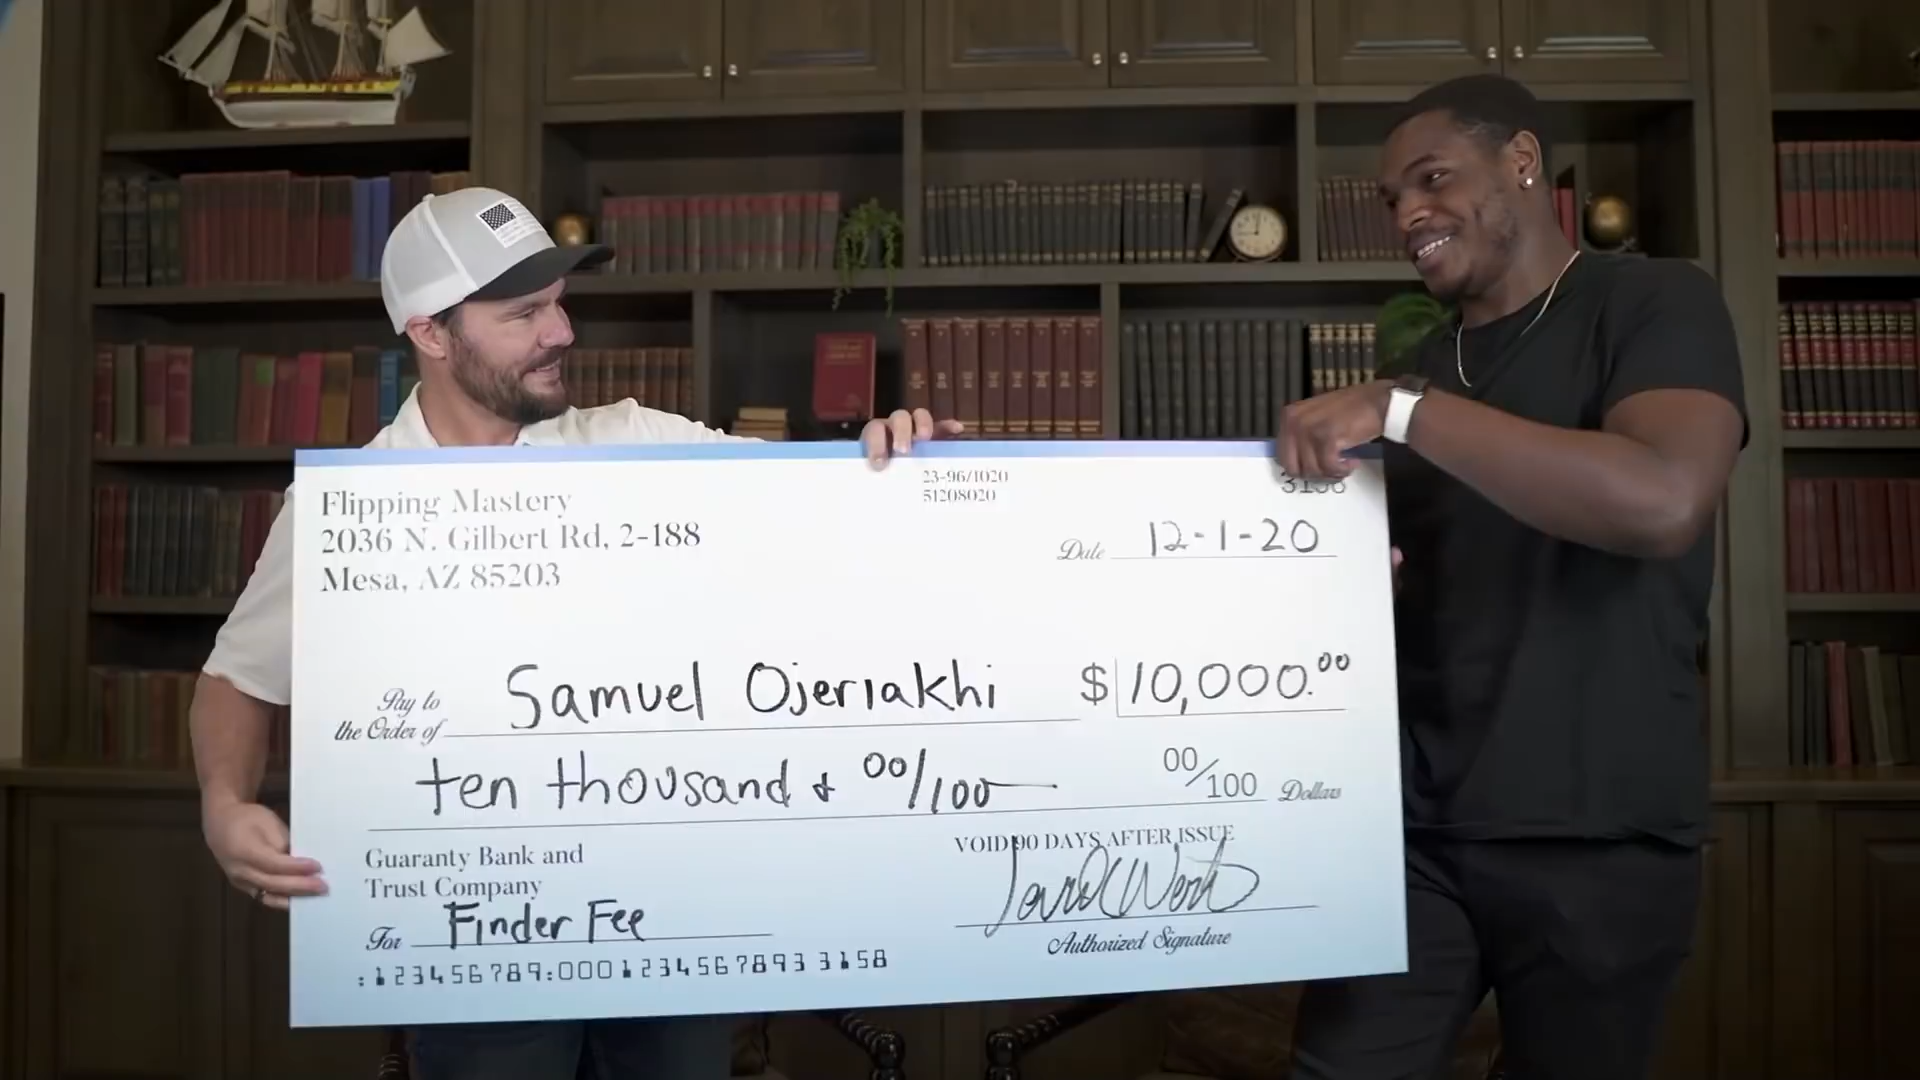 Flipping Mastery
2036 N. Gilbert Rd, 2-188
Mesa, AZ 85203
23-96/1020
51208020
3158
Date 12-1-20
Pay to
the Order of Samuel Ojeriakhi $ 10,000.00
ten thousand & 00/100 00/100 Dollars
Guaranty Bank and
Trust Company
VOID 90 DAYS AFTER ISSUE
For Finder Fee
Authorized Signature
:123456789:00012345678933158